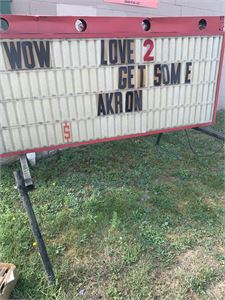 WOW LOVE 2
GET SOME
AKRON
$